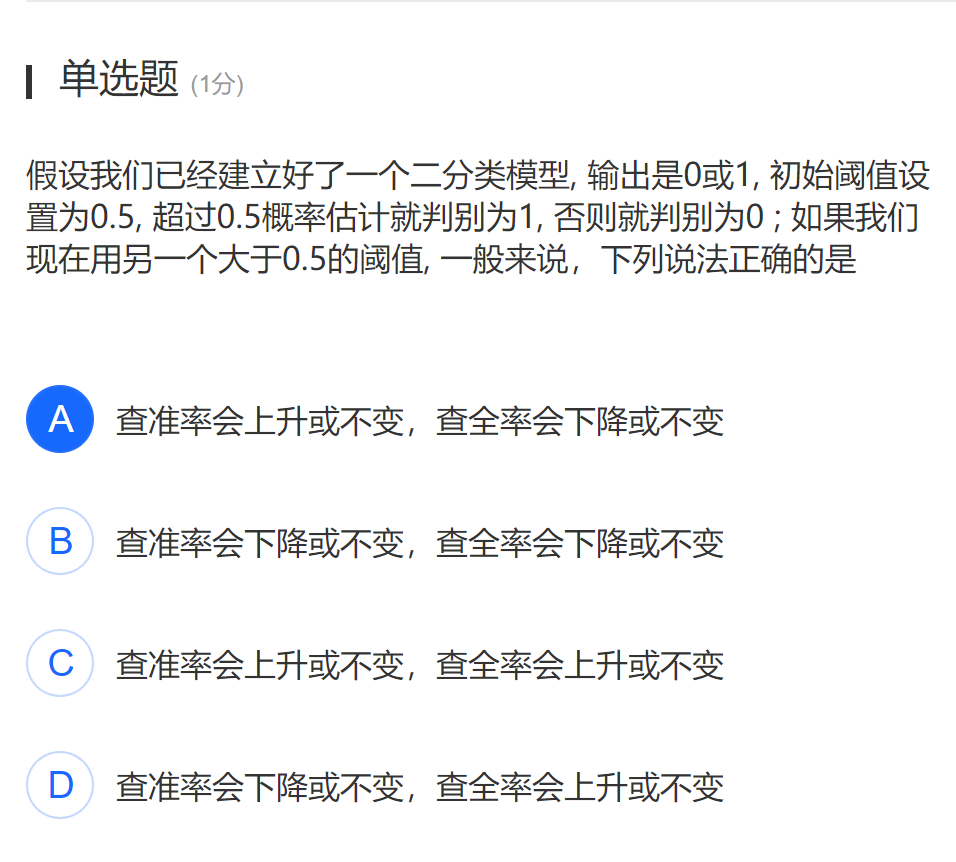 单选题 (1分)
假设我们已经建立好了一个二分类模型, 输出是0或1, 初始阈值设
置为0.5, 超过0.5概率估计就判别为1, 否则就判别为0 ; 如果我们
现在用另一个大于0.5的阈值, 一般来说，下列说法正确的是
A 查准率会上升或不变，查全率会下降或不变
B 查准率会下降或不变，查全率会下降或不变
C 查准率会上升或不变，查全率会上升或不变
D 查准率会下降或不变，查全率会上升或不变